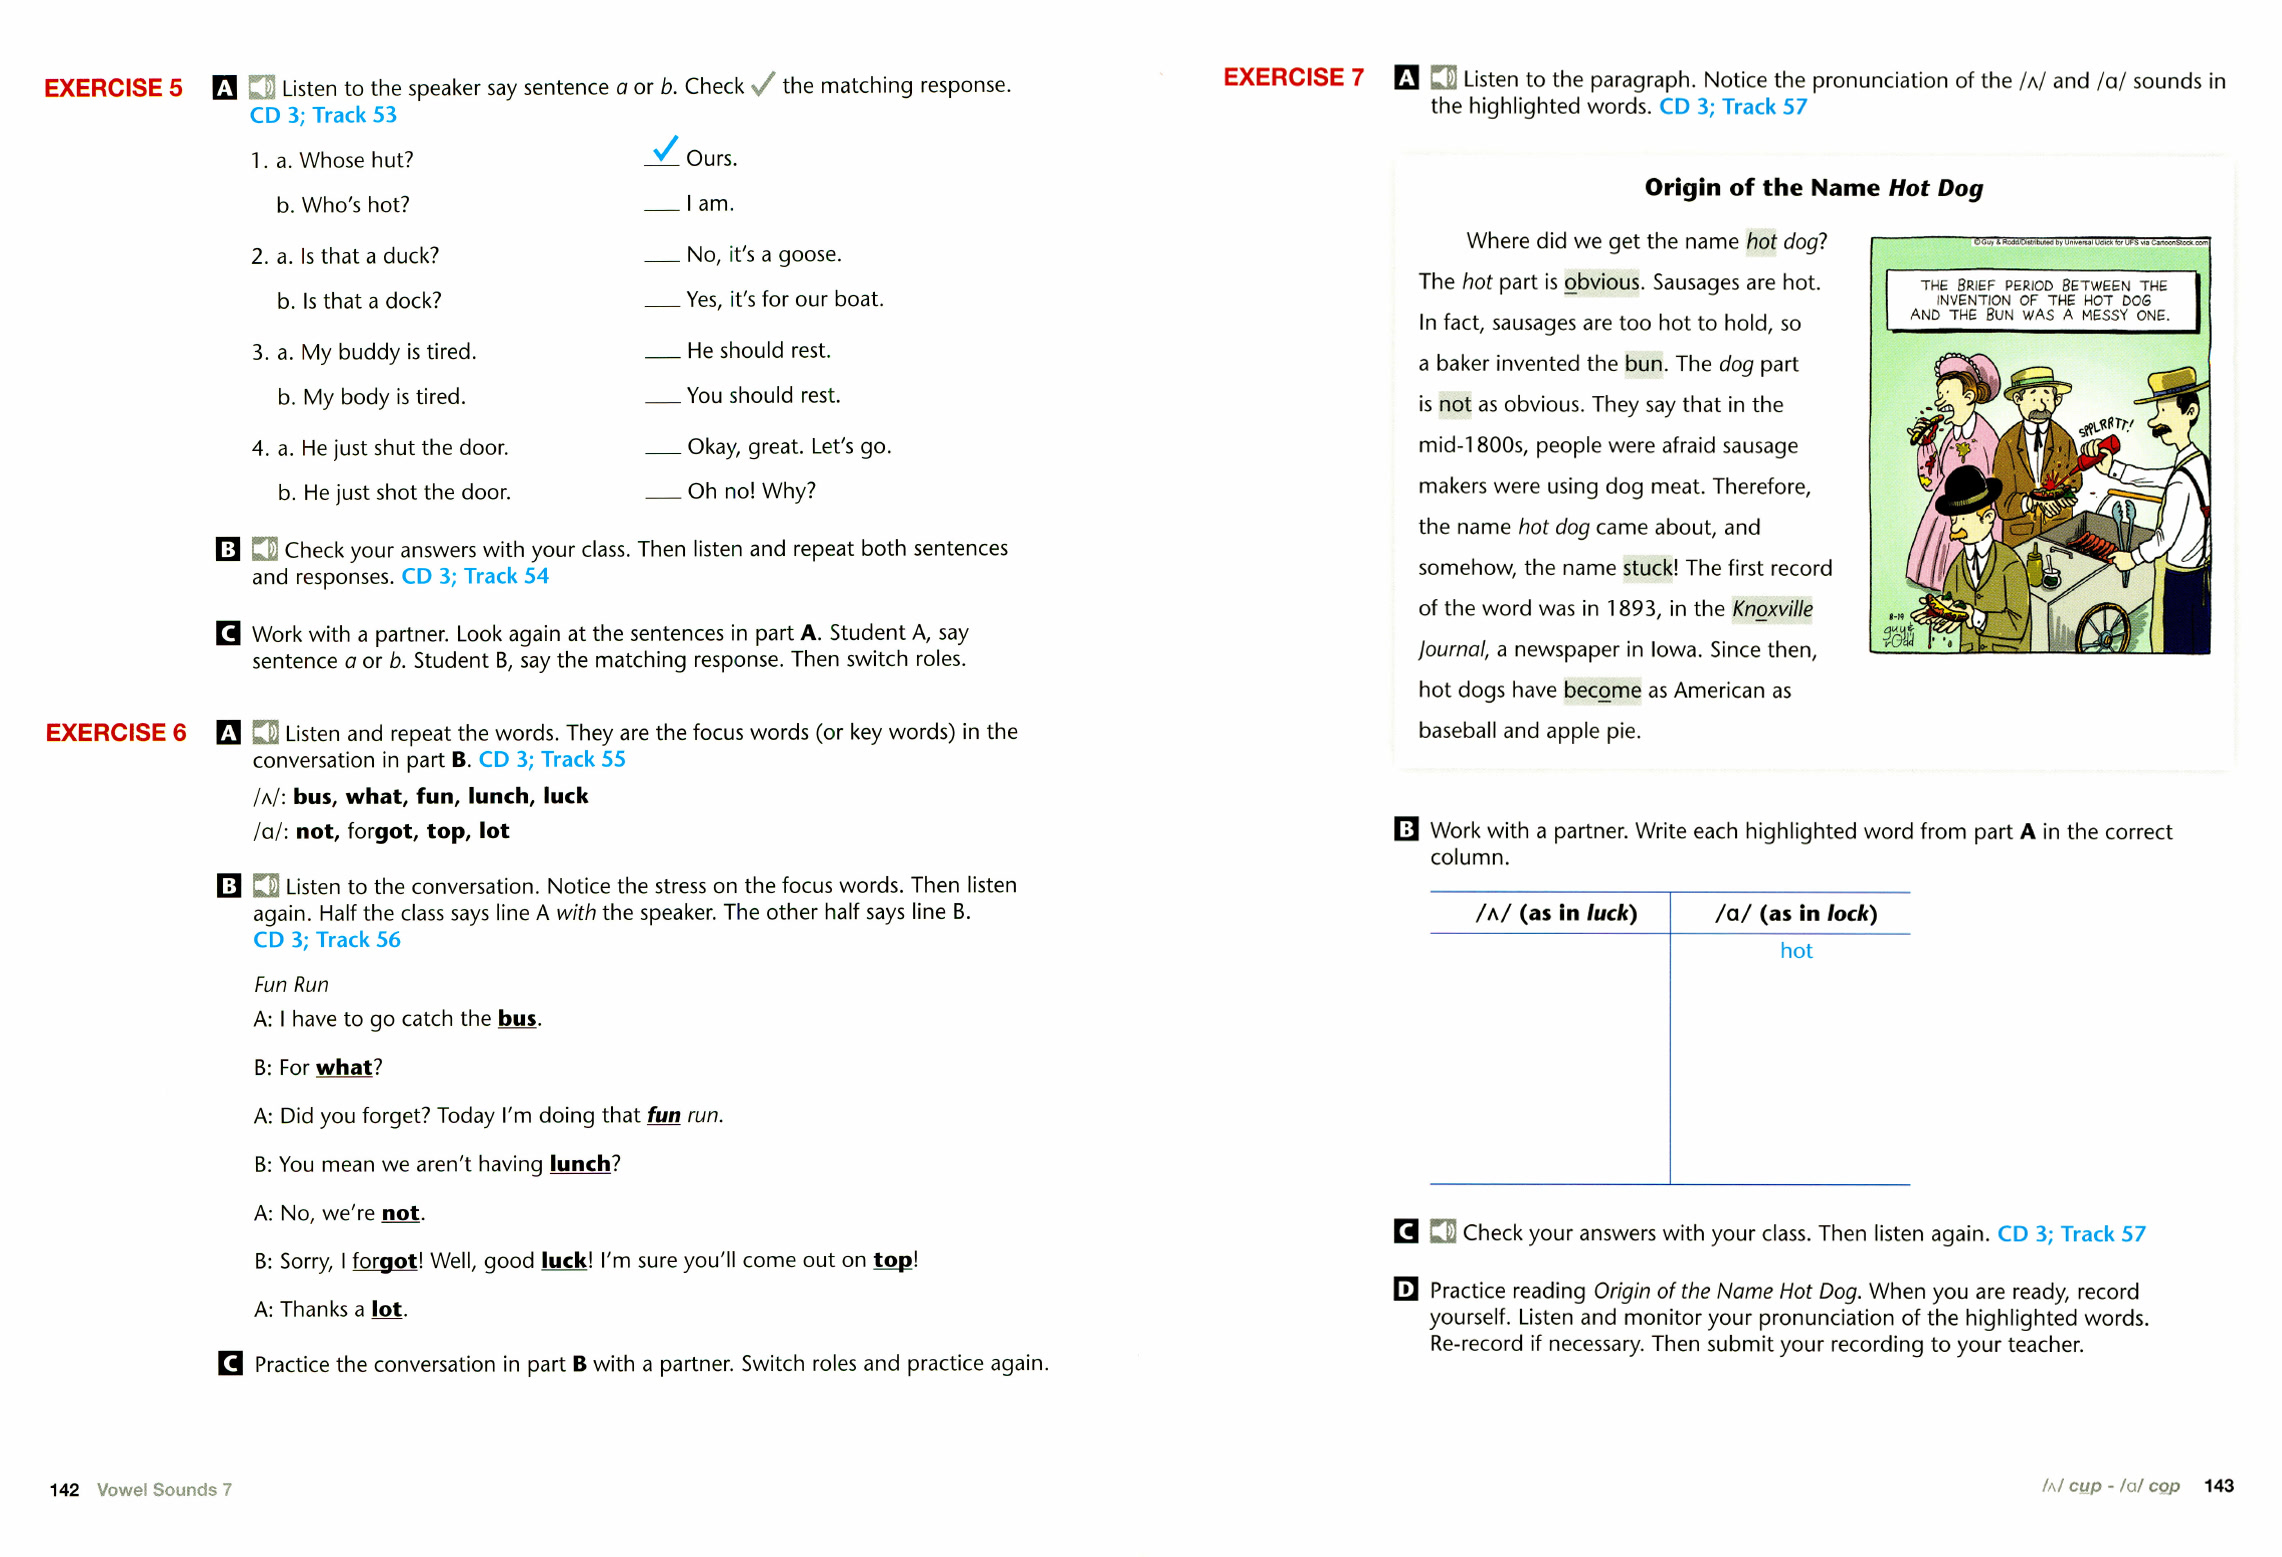 EXERCISE 5 A Listen to the speaker say sentence a or b. Check ✓ the matching response.
CD 3; Track 53
1. a. Whose hut? ✓ Ours.
b. Who's hot? ___ I am.
2. a. Is that a duck? ___ No, it's a goose.
b. Is that a dock? ___ Yes, it's for our boat.
3. a. My buddy is tired. ___ He should rest.
b. My body is tired. ___ You should rest.
4. a. He just shut the door. ___ Okay, great. Let's go.
b. He just shot the door. ___ Oh no! Why?
B Check your answers with your class. Then listen and repeat both sentences
and responses. CD 3; Track 54
C Work with a partner. Look again at the sentences in part A. Student A, say
sentence a or b. Student B, say the matching response. Then switch roles.
EXERCISE 6 A Listen and repeat the words. They are the focus words (or key words) in the
conversation in part B. CD 3; Track 55
/ʌ/: bus, what, fun, lunch, luck
/ɑ/: not, forgot, top, lot
B Listen to the conversation. Notice the stress on the focus words. Then listen
again. Half the class says line A with the speaker. The other half says line B.
CD 3; Track 56
Fun Run
A: I have to go catch the bus.
B: For what?
A: Did you forget? Today I'm doing that fun run.
B: You mean we aren't having lunch?
A: No, we're not.
B: Sorry, I forgot! Well, good luck! I'm sure you'll come out on top!
A: Thanks a lot.
C Practice the conversation in part B with a partner. Switch roles and practice again.
142 Vowel Sounds 7
EXERCISE 7 A Listen to the paragraph. Notice the pronunciation of the /ʌ/ and /ɑ/ sounds in
the highlighted words. CD 3; Track 57
Origin of the Name Hot Dog
Where did we get the name hot dog?
The hot part is obvious. Sausages are hot.
In fact, sausages are too hot to hold, so
a baker invented the bun. The dog part
is not as obvious. They say that in the
mid-1800s, people were afraid sausage
makers were using dog meat. Therefore,
the name hot dog came about, and
somehow, the name stuck! The first record
of the word was in 1893, in the Knoxville
Journal, a newspaper in Iowa. Since then,
hot dogs have become as American as
baseball and apple pie.
©Guy & Rodd/Distributed by Universal Uclick for UFS via CartoonStock.com
THE BRIEF PERIOD BETWEEN THE
INVENTION OF THE HOT DOG
AND THE BUN WAS A MESSY ONE.
SPPLRRTT!
8-19
guy &
rodd
B Work with a partner. Write each highlighted word from part A in the correct
column.
/ʌ/ (as in luck) /ɑ/ (as in lock)
hot
C Check your answers with your class. Then listen again. CD 3; Track 57
D Practice reading Origin of the Name Hot Dog. When you are ready, record
yourself. Listen and monitor your pronunciation of the highlighted words.
Re-record if necessary. Then submit your recording to your teacher.
/ʌ/ cup - /ɑ/ cop 143